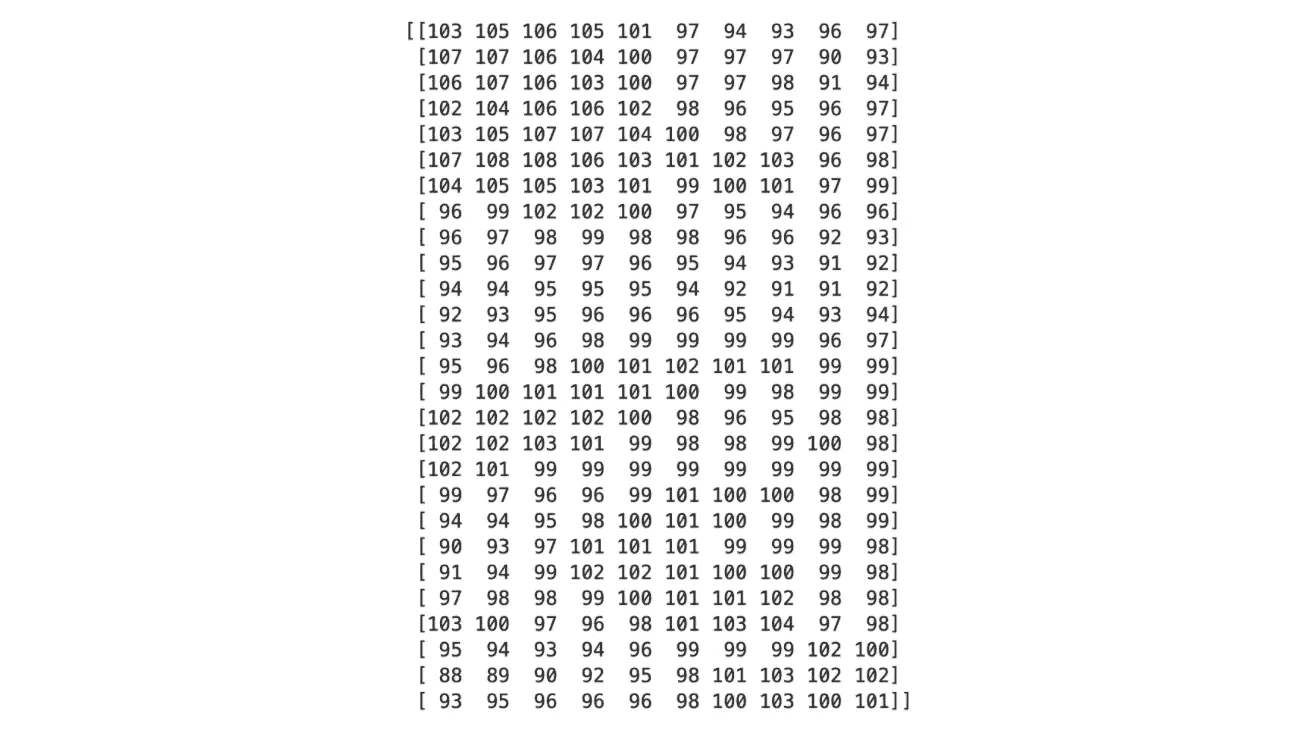 [[103 105 106 105 101  97  94  93  96  97]
 [107 107 106 104 100  97  97  97  90  93]
 [106 107 106 103 100  97  97  98  91  94]
 [102 104 106 106 102  98  96  95  96  97]
 [103 105 107 107 104 100  98  97  96  97]
 [107 108 108 106 103 101 102 103  96  98]
 [104 105 105 103 101  99 100 101  97  99]
 [ 96  99 102 102 100  97  95  94  96  96]
 [ 96  97  98  99  98  98  96  96  92  93]
 [ 95  96  97  97  96  95  94  93  91  92]
 [ 94  94  95  95  95  94  92  91  91  92]
 [ 92  93  95  96  96  96  95  94  93  94]
 [ 93  94  96  98  99  99  99  99  96  97]
 [ 95  96  98 100 101 102 101 101  99  99]
 [ 99 100 101 101 101 100  99  98  99  99]
 [102 102 102 102 100  98  96  95  98  98]
 [102 102 103 101  99  98  98  99 100  98]
 [102 101  99  99  99  99  99  99  99  99]
 [ 99  97  96  96  99 101 100 100  98  99]
 [ 94  94  95  98 100 101 100  99  98  99]
 [ 90  93  97 101 101 101  99  99  99  98]
 [ 91  94  99 102 102 101 100 100  99  98]
 [ 97  98  98  99 100 101 101 102  98  98]
 [103 100  97  96  98 101 103 104  97  98]
 [ 95  94  93  94  96  99  99  99 102 100]
 [ 88  89  90  92  95  98 101 103 102 102]
 [ 93  95  96  96  96  98 100 103 100 101]]